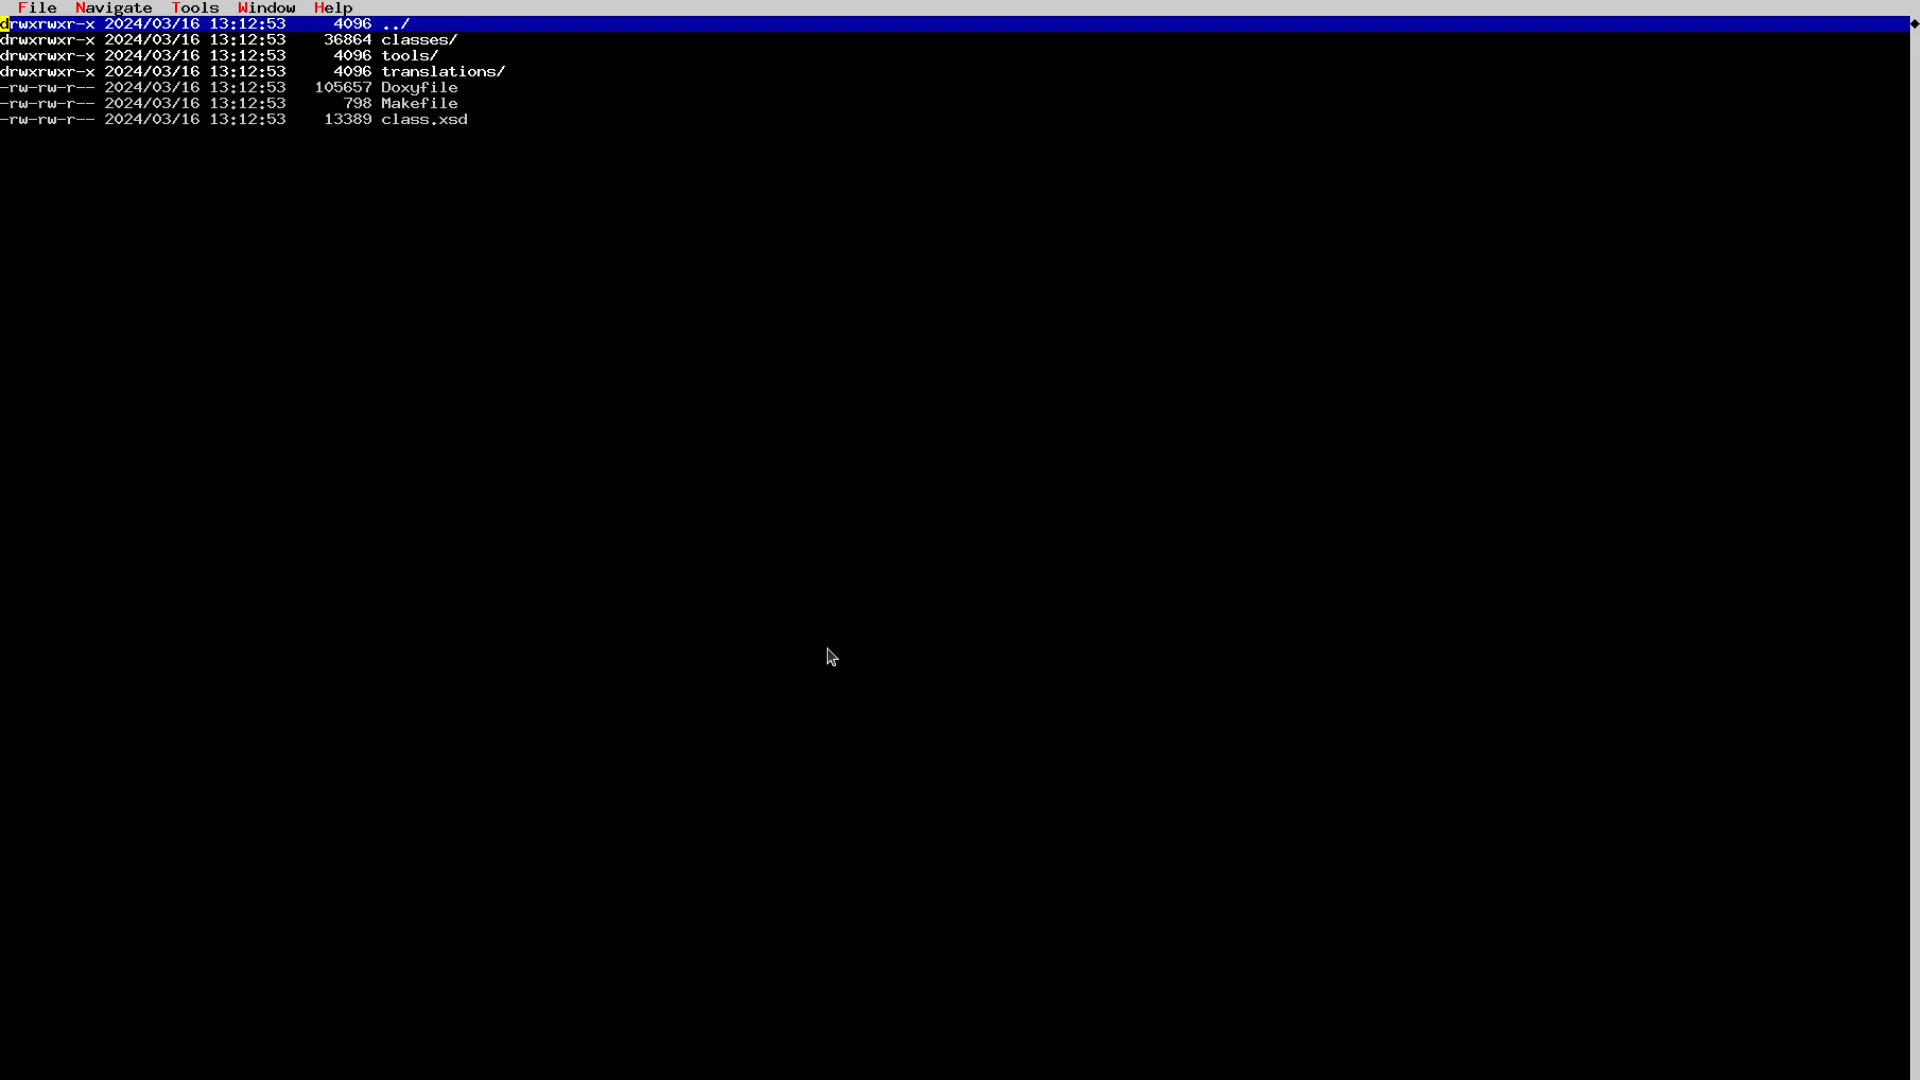 File Navigate Tools Window Help
drwxrwxr-x 2024/03/16 13:12:53 4096 ../
drwxrwxr-x 2024/03/16 13:12:53 36864 classes/
drwxrwxr-x 2024/03/16 13:12:53 4096 tools/
drwxrwxr-x 2024/03/16 13:12:53 4096 translations/
-rw-rw-r-- 2024/03/16 13:12:53 105657 Doxyfile
-rw-rw-r-- 2024/03/16 13:12:53 798 Makefile
-rw-rw-r-- 2024/03/16 13:12:53 13389 class.xsd